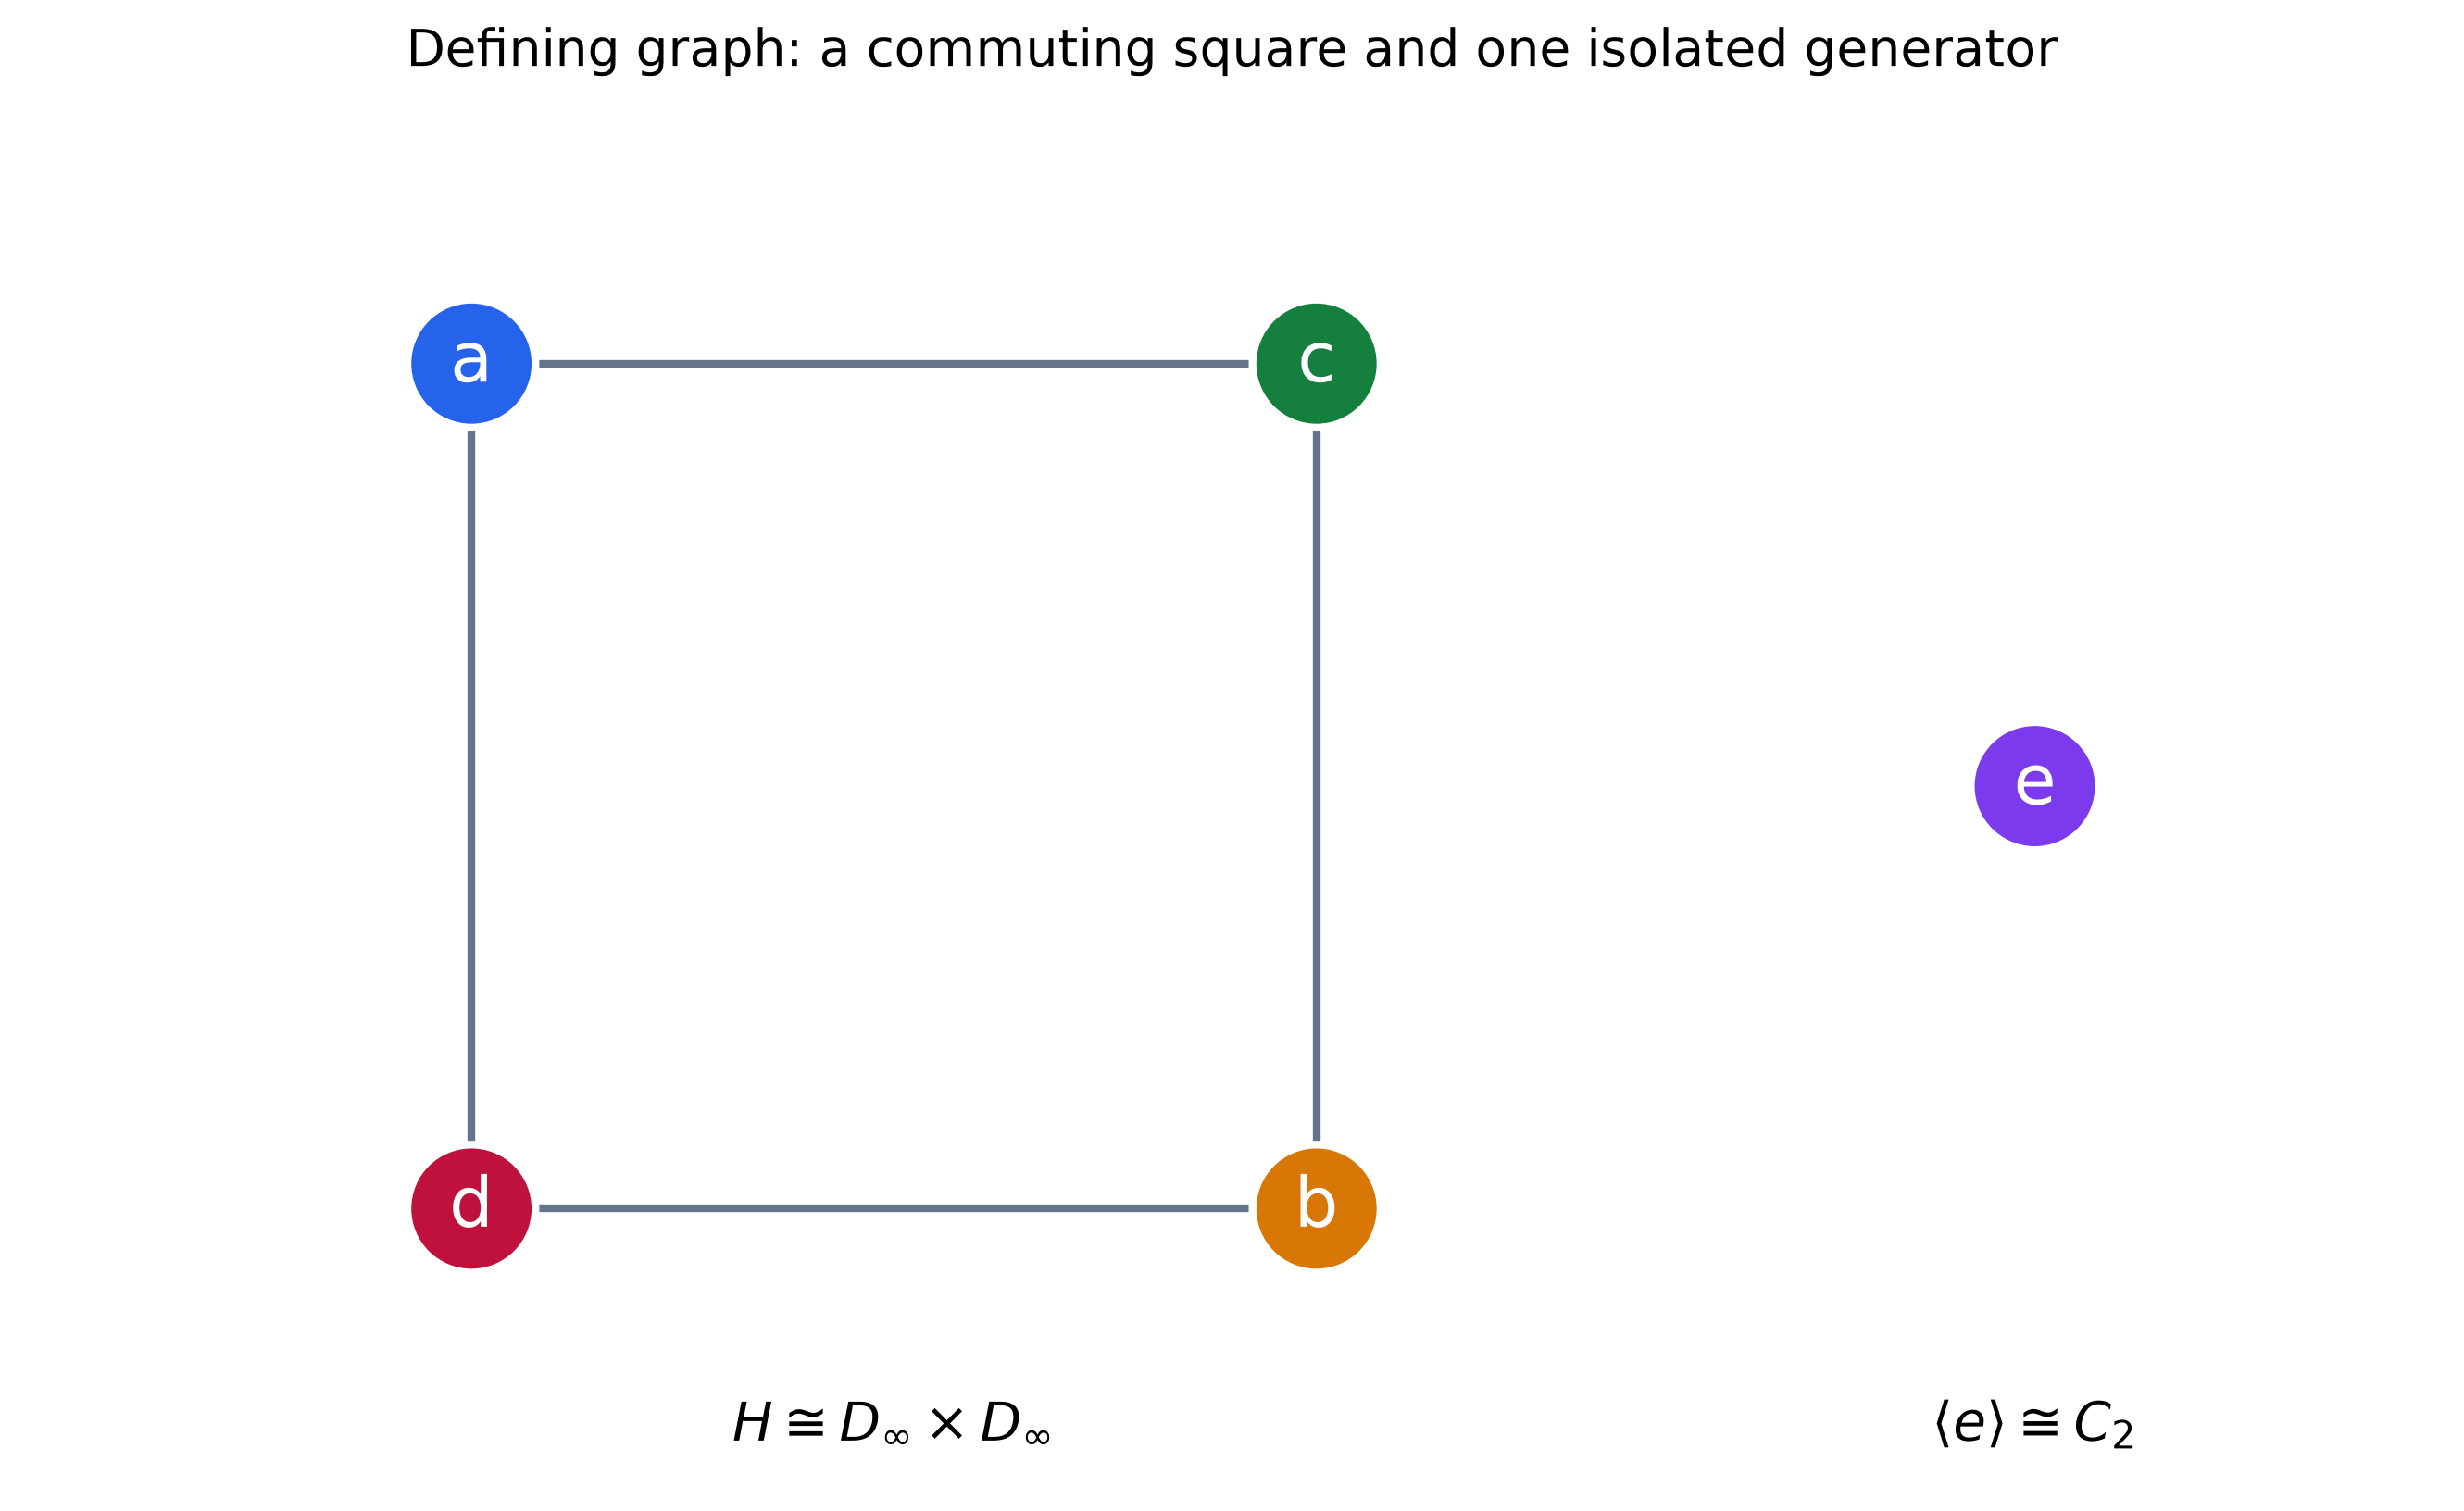 Defining graph: a commuting square and one isolated generator
a
c
e
d
b
H ≅ D∞ × D∞
⟨e⟩ ≅ C₂